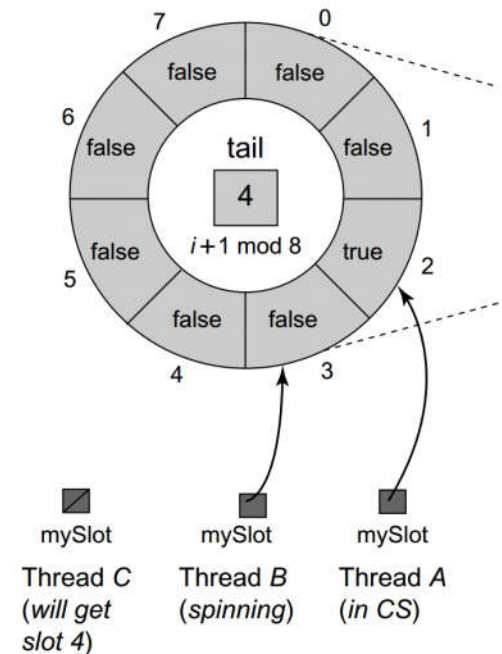 7
0
false
false
6
1
false
false
tail
4
i+1 mod 8
false
true
5
2
false
false
4
3
mySlot
mySlot
mySlot
Thread C
(will get
slot 4)
Thread B
(spinning)
Thread A
(in CS)